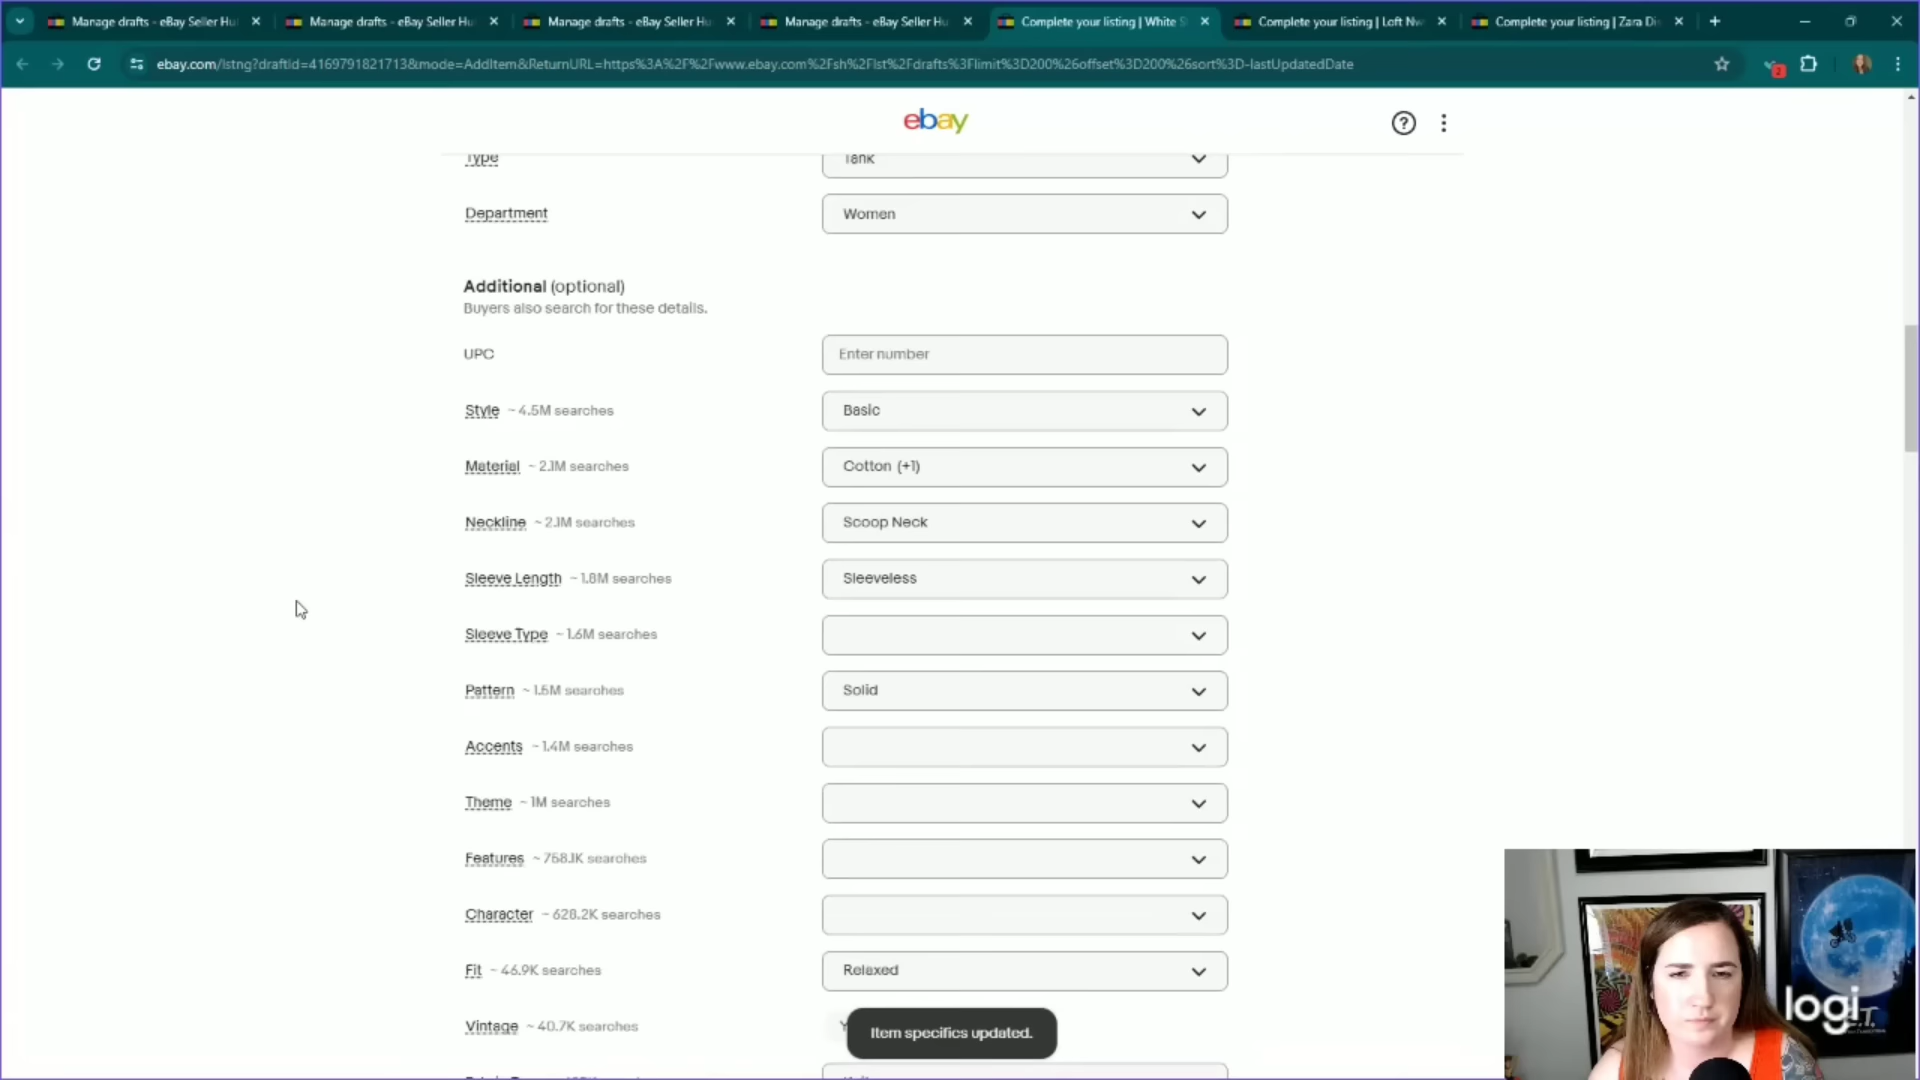 Manage drafts - eBay Seller Hu
Manage drafts - eBay Seller Hu
Manage drafts - eBay Seller Hu
Manage drafts - eBay Seller Hu
Complete your listing | White S
Complete your listing | Loft Nw
Complete your listing | Zara Di
ebay.com/lstng?draftId=4169791821713&mode=AddItem&ReturnURL=https%3A%2F%2Fwww.ebay.com%2Fsh%2Flst%2Fdrafts%3Flimit%3D200%26offset%3D200%26sort%3D-lastUpdatedDate
2
ebay
Type
Tank
Department
Women
Additional (optional)
Buyers also search for these details.
UPC
Enter number
Style ~ 4.5M searches
Basic
Material ~ 2.1M searches
Cotton (+1)
Neckline ~ 2.1M searches
Scoop Neck
Sleeve Length ~ 1.8M searches
Sleeveless
Sleeve Type ~ 1.6M searches
Pattern ~ 1.5M searches
Solid
Accents ~ 1.4M searches
Theme ~ 1M searches
Features ~ 758.1K searches
Character ~ 628.2K searches
Fit ~ 46.9K searches
Relaxed
Vintage ~ 40.7K searches
Item specifics updated.
logi